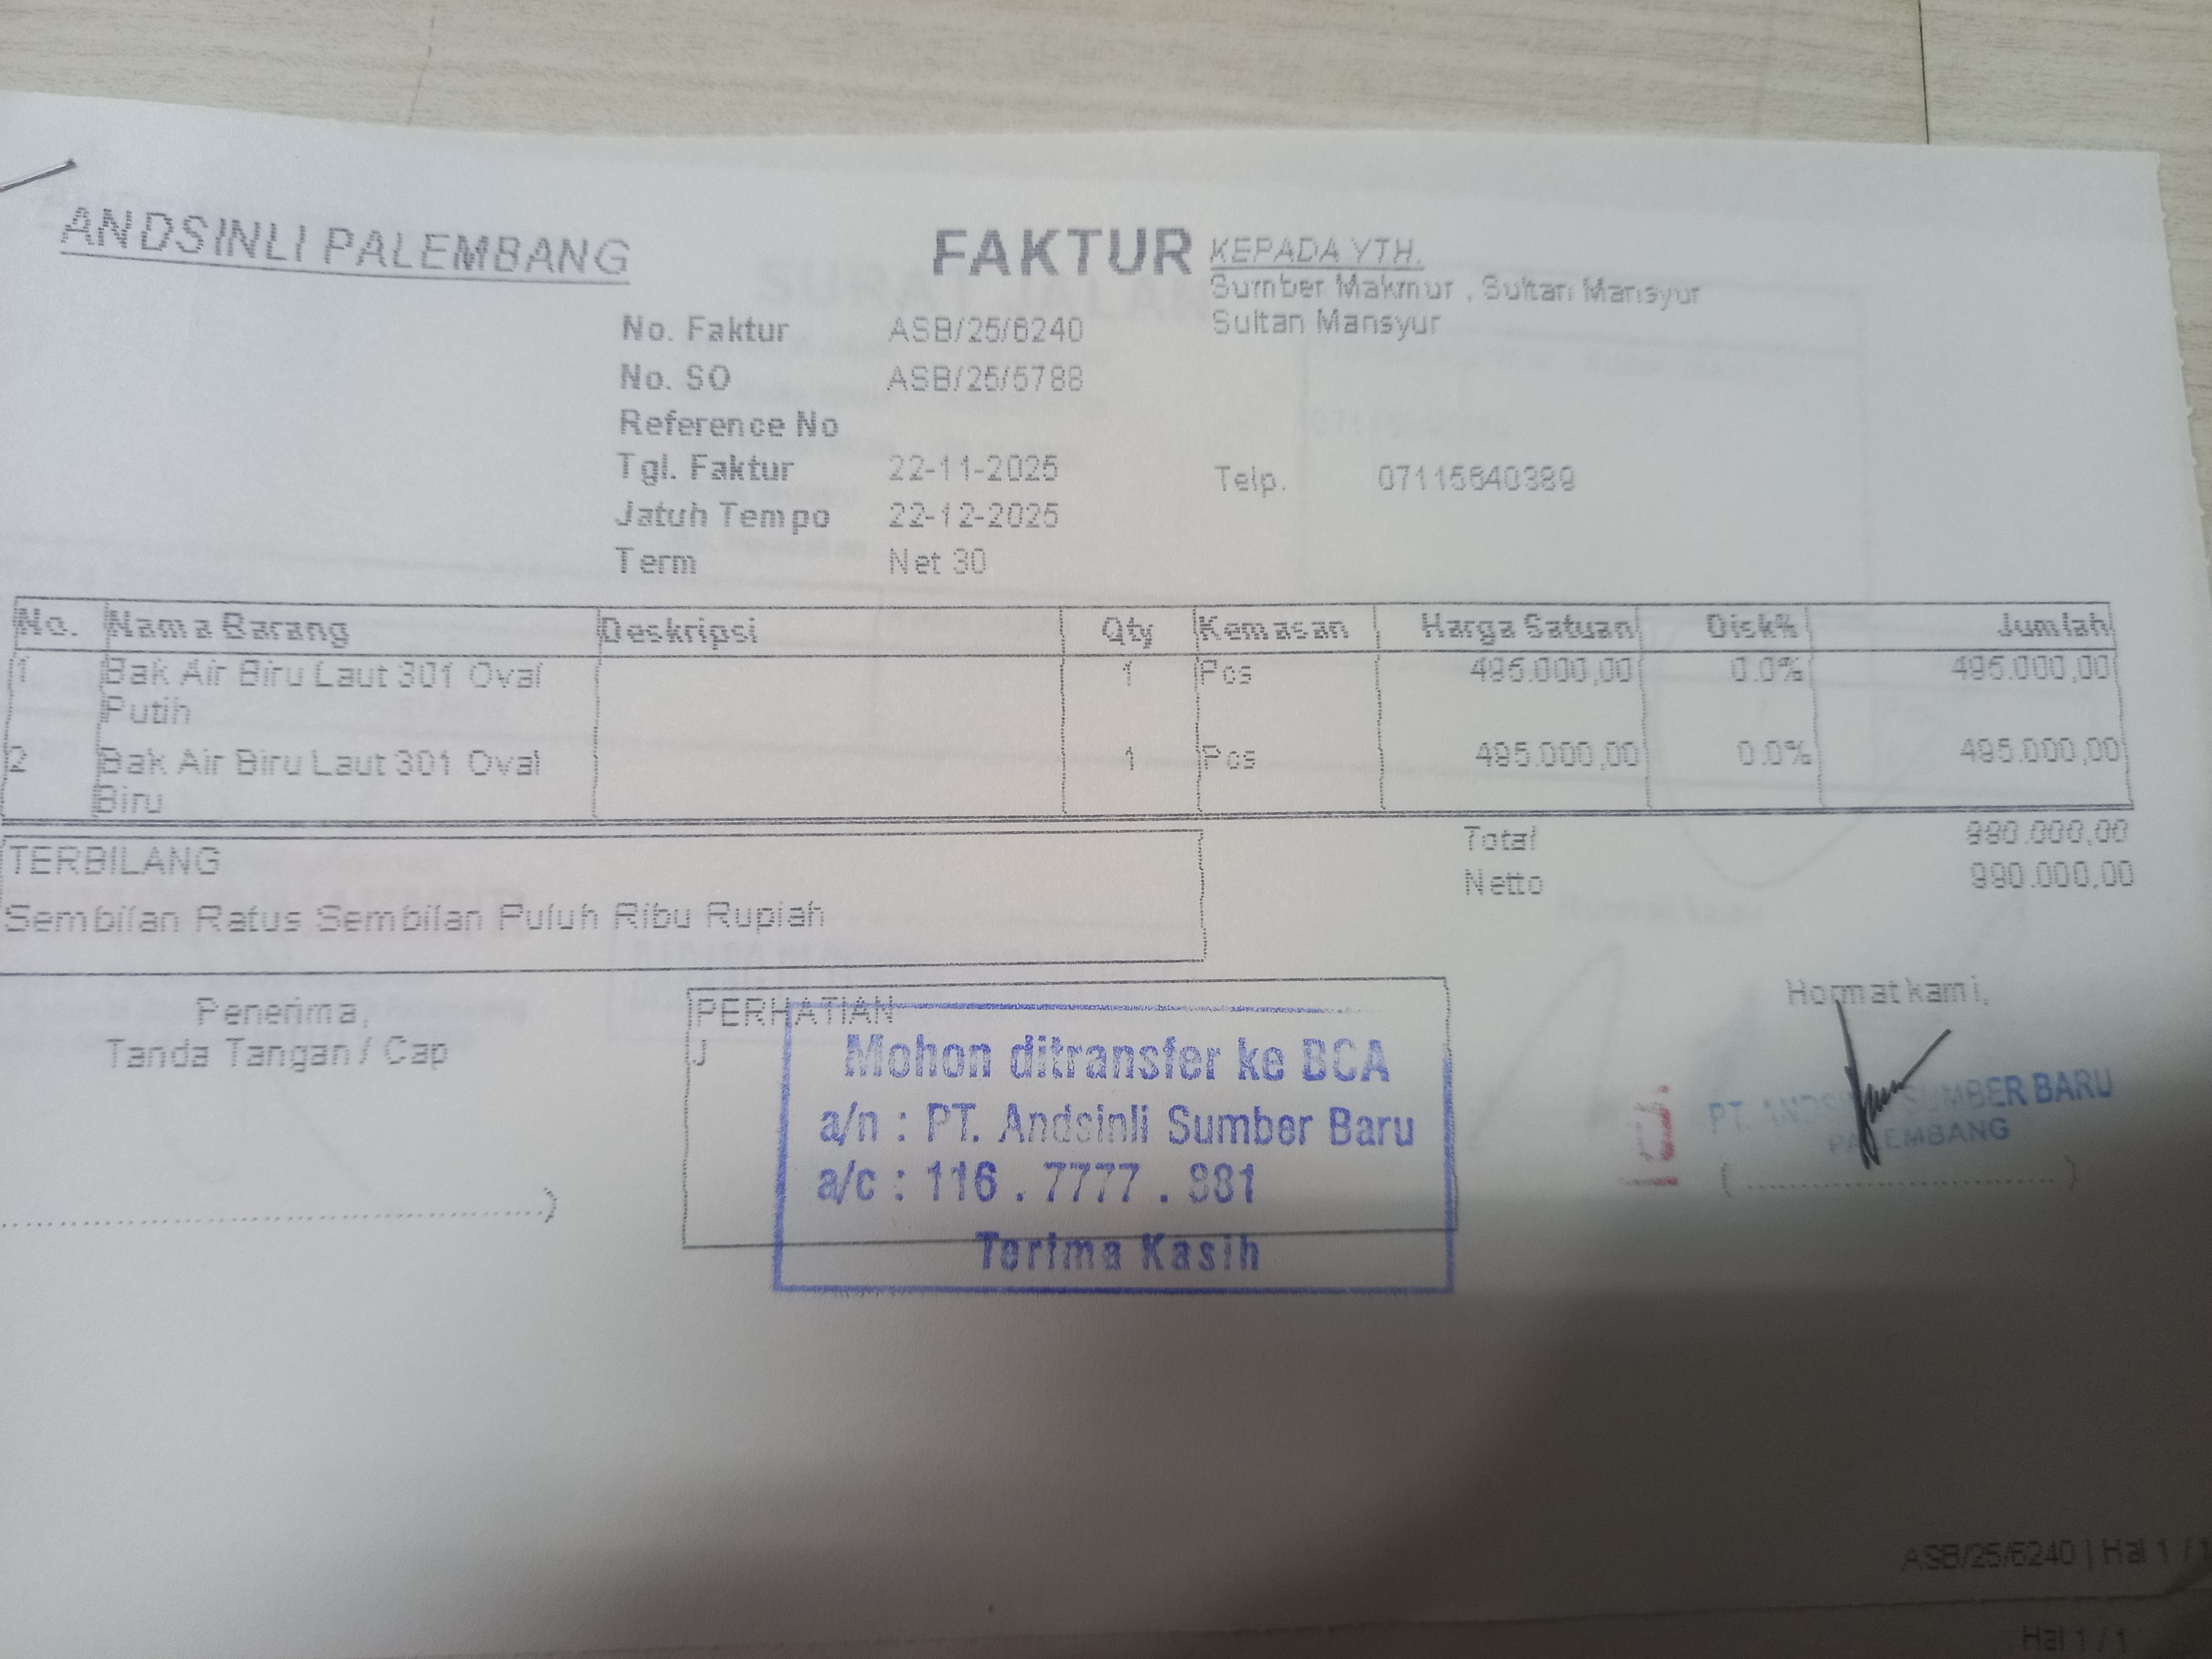 ANDSINLI PALEMBANG
FAKTUR
KEPADA YTH.
Sumber Makmur , Sultan Mansyur
Sultan Mansyur
No. Faktur ASB/25/6240
No. SO ASB/25/5788
Reference No
Tgl. Faktur 22-11-2025
Telp. 07115640389
Jatuh Tempo 22-12-2025
Term Net 30
No. Nama Barang Deskripsi Qty Kemasan Harga Satuan Disk% Jumlah
1 Bak Air Biru Laut 301 Oval 1 Pcs 495.000,00 0.0% 495.000,00
Putih
2 Bak Air Biru Laut 301 Oval 1 Pcs 495.000,00 0.0% 495.000,00
Biru
Total 990.000,00
Netto 990.000,00
TERBILANG
Sembilan Ratus Sembilan Puluh Ribu Rupiah
Penerima,
Tanda Tangan / Cap
PERHATIAN
J
Mohon ditransfer ke BCA
a/n : PT. Andsinli Sumber Baru
a/c : 116 . 7777 . 881
Terima Kasih
Hormat kami,
PT. ANDSINLI SUMBER BARU
PALEMBANG
ASB/25/6240 | Hal 1 / 1
Hal 1 / 1